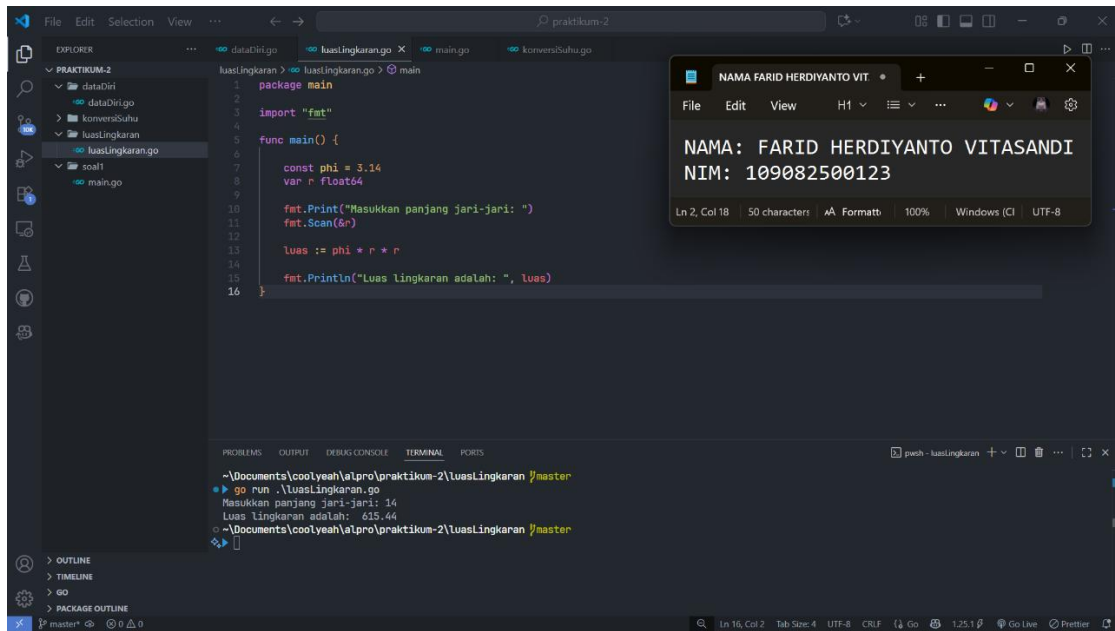 File Edit Selection View ... praktikum-2
EXPLORER ...
PRAKTIKUM-2
dataDiri
dataDiri.go
konversiSuhu
luasLingkaran
luasLingkaran.go
soal1
main.go
OUTLINE
TIMELINE
GO
PACKAGE OUTLINE
dataDiri.go luasLingkaran.go main.go konversiSuhu.go
luasLingkaran > luasLingkaran.go > main
1 package main
2
3 import "fmt"
4
5 func main() {
6
7 const phi = 3.14
8 var r float64
9
10 fmt.Print("Masukkan panjang jari-jari: ")
11 fmt.Scan(&r)
12
13 luas := phi * r * r
14
15 fmt.Println("Luas lingkaran adalah: ", luas)
16 }
NAMA FARID HERDIYANTO VIT
File Edit View H1 ...
NAMA: FARID HERDIYANTO VITASANDI
NIM: 109082500123
Ln 2, Col 18 50 characters Formatt 100% Windows (Cl UTF-8
PROBLEMS OUTPUT DEBUG CONSOLE TERMINAL PORTS
pwsh - luasLingkaran
~\Documents\coolyeah\alpro\praktikum-2\luasLingkaran master
go run .\luasLingkaran.go
Masukkan panjang jari-jari: 14
Luas lingkaran adalah:  615.44
~\Documents\coolyeah\alpro\praktikum-2\luasLingkaran master
master* 0 0 Ln 16, Col 2 Tab Size: 4 UTF-8 CRLF Go 1.25.1 Go Live Prettier